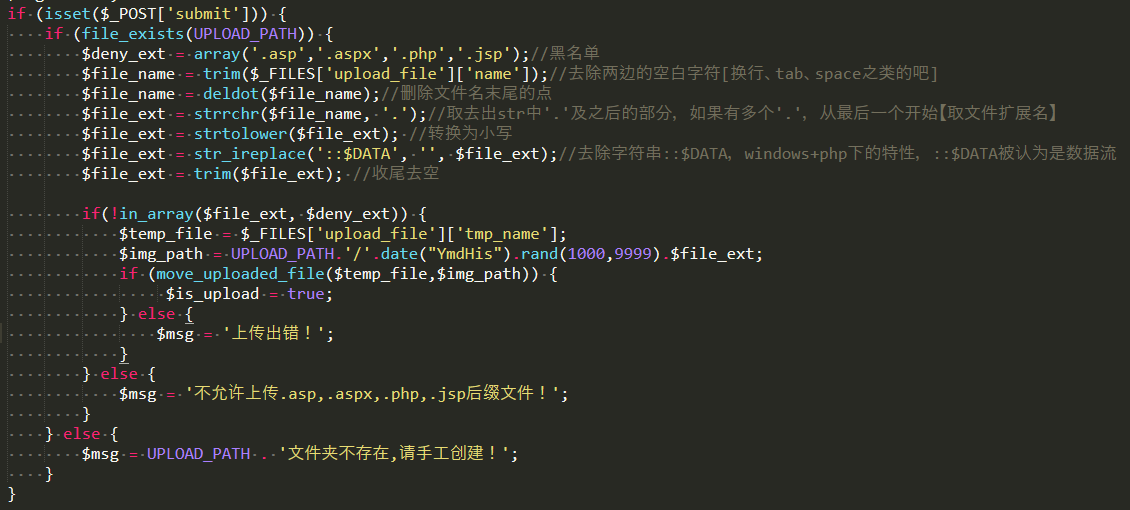 if (isset($_POST['submit'])) {
    if (file_exists(UPLOAD_PATH)) {
        $deny_ext = array('.asp','.aspx','.php','.jsp');//黑名单
        $file_name = trim($_FILES['upload_file']['name']);//去除两边的空白字符[换行、tab、space之类的吧]
        $file_name = deldot($file_name);//删除文件名末尾的点
        $file_ext = strrchr($file_name, '.');//取去出str中'.'及之后的部分, 如果有多个'.', 从最后一个开始【取文件扩展名】
        $file_ext = strtolower($file_ext); //转换为小写
        $file_ext = str_ireplace('::$DATA', '', $file_ext);//去除字符串::$DATA, windows+php下的特性, ::$DATA被认为是数据流
        $file_ext = trim($file_ext); //收尾去空
        if(!in_array($file_ext, $deny_ext)) {
            $temp_file = $_FILES['upload_file']['tmp_name'];
            $img_path = UPLOAD_PATH.'/'.date("YmdHis").rand(1000,9999).$file_ext;
            if (move_uploaded_file($temp_file,$img_path)) {
                 $is_upload = true;
            } else {
                $msg = '上传出错！';
            }
        } else {
            $msg = '不允许上传.asp,.aspx,.php,.jsp后缀文件！';
        }
    } else {
        $msg = UPLOAD_PATH . '文件夹不存在,请手工创建！';
    }
}